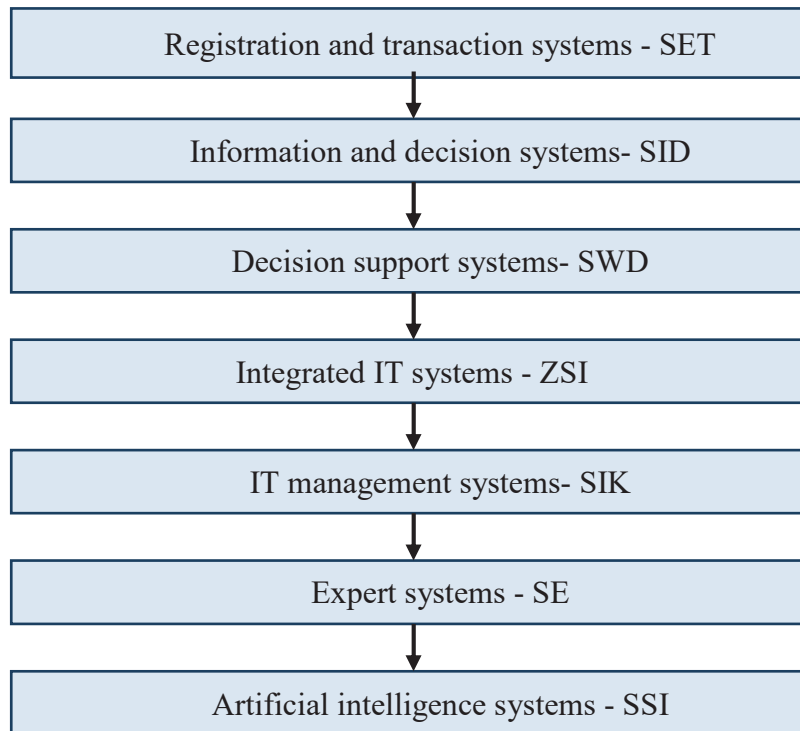 Registration and transaction systems - SET
Information and decision systems- SID
Decision support systems- SWD
Integrated IT systems - ZSI
IT management systems- SIK
Expert systems - SE
Artificial intelligence systems - SSI